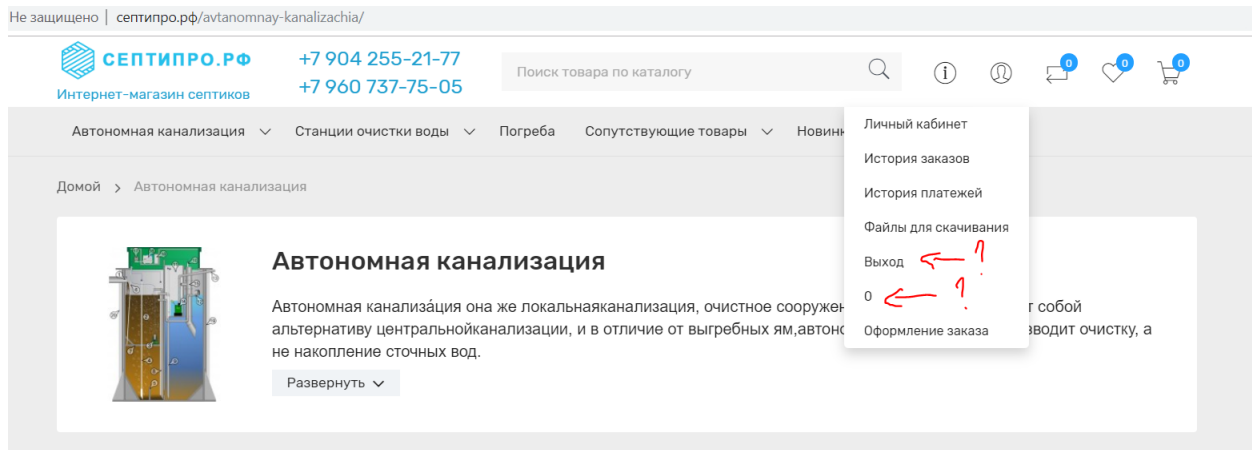 Не защищено | септипро.рф/avtanomnay-kanalizachia/
СЕПТИПРО.РФ
Интернет-магазин септиков
+7 904 255-21-77
+7 960 737-75-05
Поиск товара по каталогу
0 0 0
Автономная канализация Станции очистки воды Погреба Сопутствующие товары Новинк
Личный кабинет
История заказов
История платежей
Файлы для скачивания
Выход ?
0 ?
Оформление заказа
Домой > Автономная канализация
Автономная канализация
Автономная канализа́ция она же локальнаяканализация, очистное сооружен т собой
альтернативу центральнойканализации, и в отличие от выгребных ям,автоно зводит очистку, а
не накопление сточных вод.
Развернуть